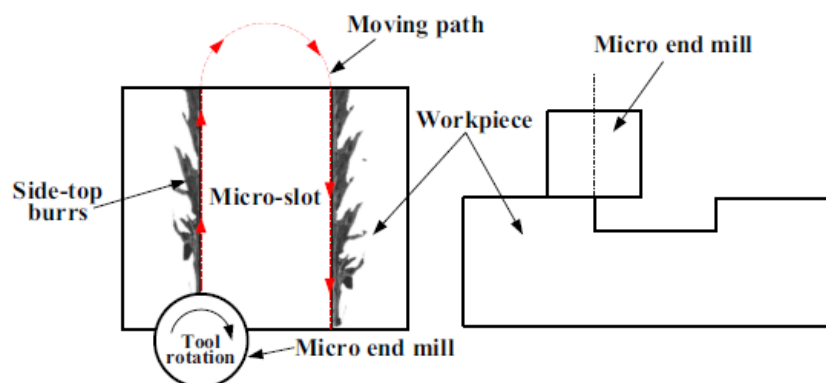 Moving path
Micro end mill
Workpiece
Side-top
burrs
Micro-slot
Tool
rotation
Micro end mill